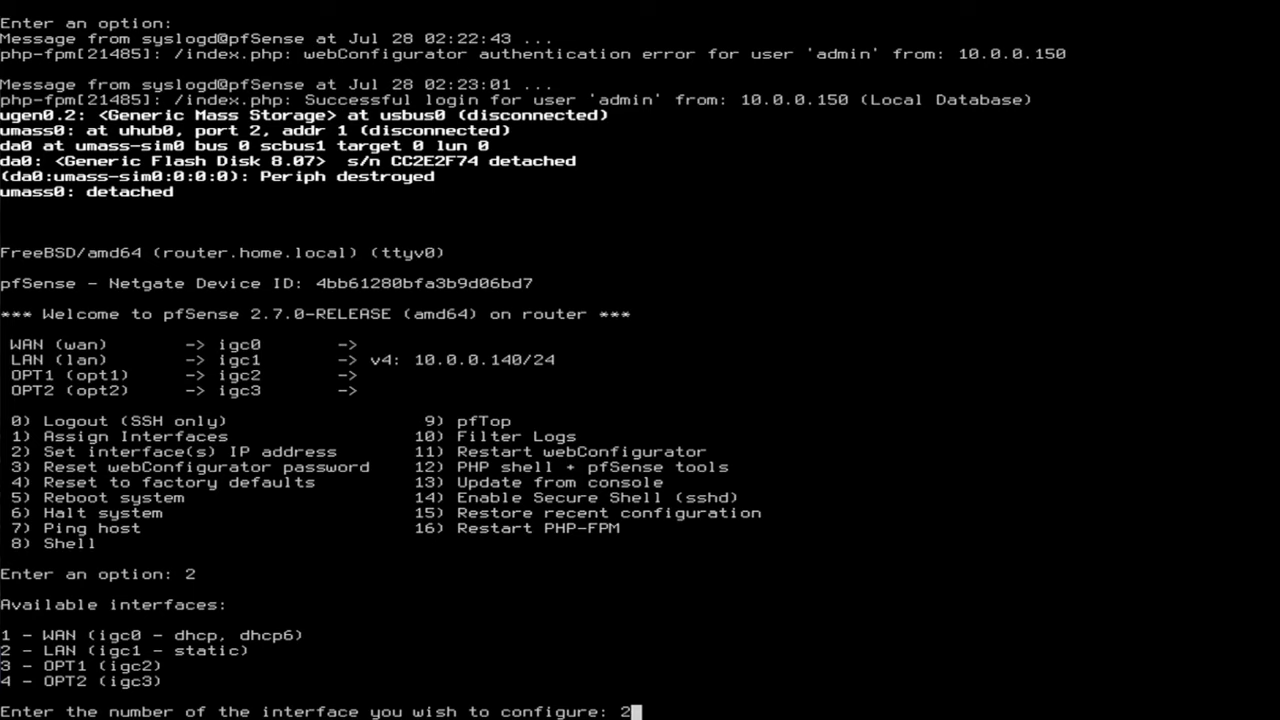 Enter an option:
Message from syslogd@pfSense at Jul 28 02:22:43 ...
php-fpm[21485]: /index.php: webConfigurator authentication error for user 'admin' from: 10.0.0.150
Message from syslogd@pfSense at Jul 28 02:23:01 ...
php-fpm[21485]: /index.php: Successful login for user 'admin' from: 10.0.0.150 (Local Database)
ugen0.2: <Generic Mass Storage> at usbus0 (disconnected)
umass0: at uhub0, port 2, addr 1 (disconnected)
da0 at umass-sim0 bus 0 scbus1 target 0 lun 0
da0: <Generic Flash Disk 8.07>  s/n CC2E2F74 detached
(da0:umass-sim0:0:0:0): Periph destroyed
umass0: detached
FreeBSD/amd64 (router.home.local) (ttyv0)
pfSense - Netgate Device ID: 4bb61280bfa3b9d06bd7
*** Welcome to pfSense 2.7.0-RELEASE (amd64) on router ***
WAN (wan)       -> igc0       ->
LAN (lan)       -> igc1       -> v4: 10.0.0.140/24
OPT1 (opt1)     -> igc2       ->
OPT2 (opt2)     -> igc3       ->
0) Logout (SSH only)                  9) pfTop
1) Assign Interfaces                 10) Filter Logs
2) Set interface(s) IP address       11) Restart webConfigurator
3) Reset webConfigurator password    12) PHP shell + pfSense tools
4) Reset to factory defaults         13) Update from console
5) Reboot system                     14) Enable Secure Shell (sshd)
6) Halt system                       15) Restore recent configuration
7) Ping host                         16) Restart PHP-FPM
8) Shell
Enter an option: 2
Available interfaces:
1 - WAN (igc0 - dhcp, dhcp6)
2 - LAN (igc1 - static)
3 - OPT1 (igc2)
4 - OPT2 (igc3)
Enter the number of the interface you wish to configure: 2